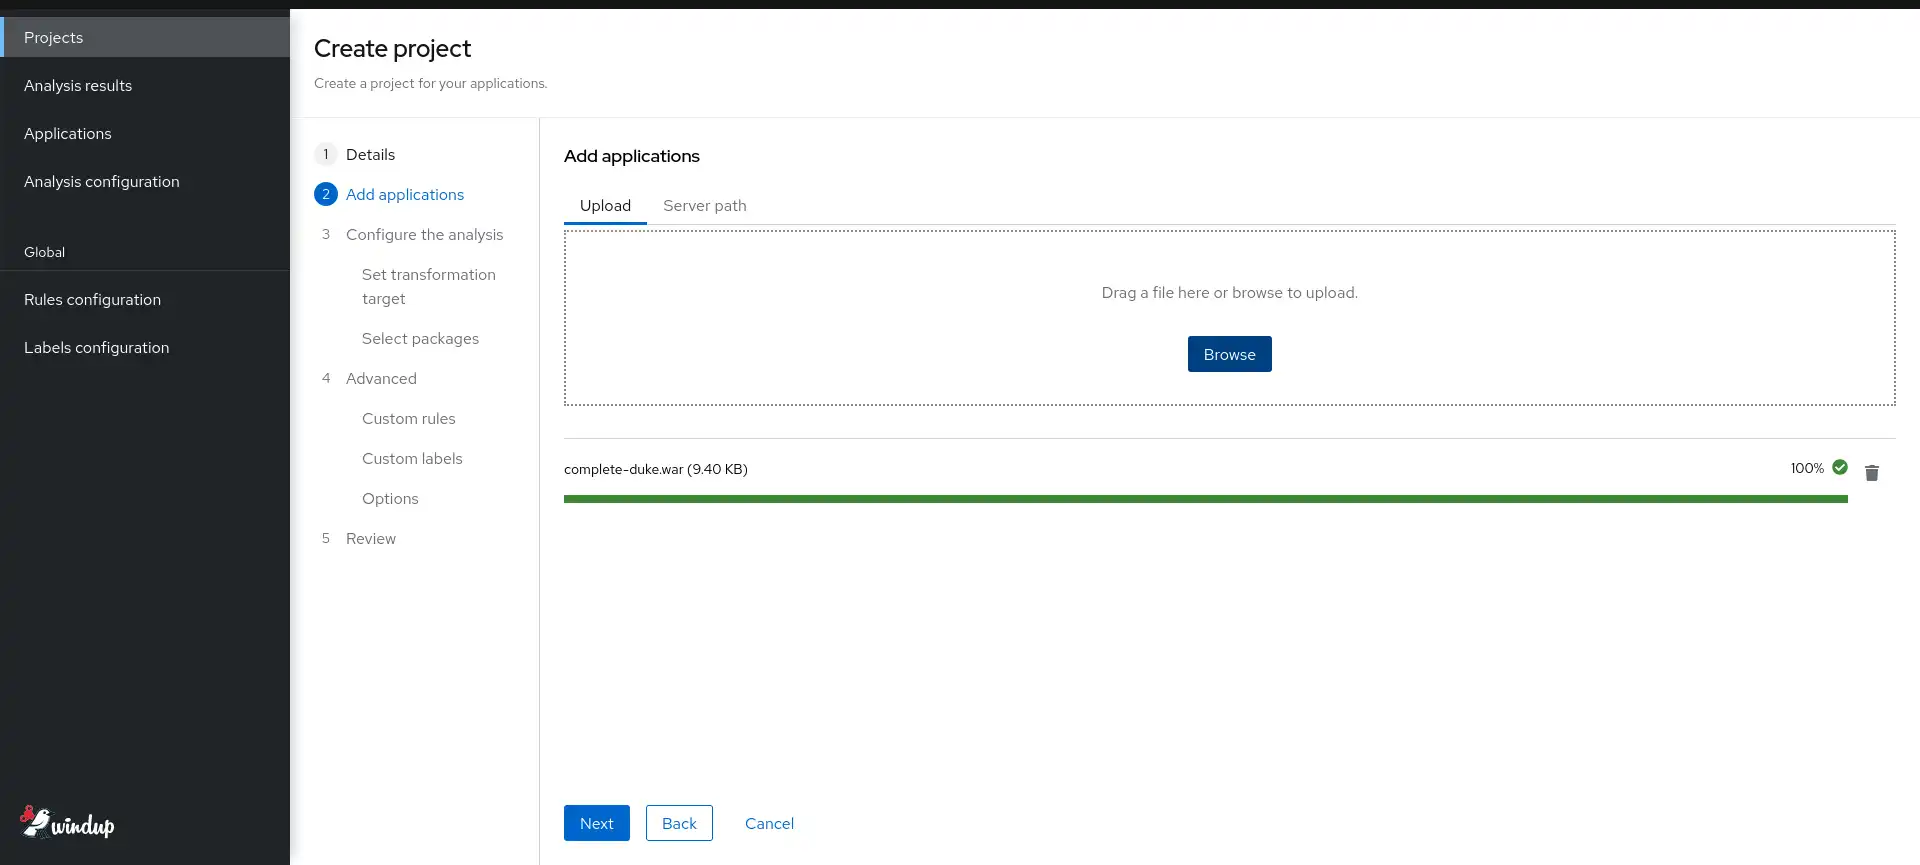 Projects
Analysis results
Applications
Analysis configuration
Global
Rules configuration
Labels configuration
windup
Create project
Create a project for your applications.
1 Details
2 Add applications
3 Configure the analysis
Set transformation
target
Select packages
4 Advanced
Custom rules
Custom labels
Options
5 Review
Add applications
Upload Server path
Drag a file here or browse to upload.
Browse
complete-duke.war (9.40 KB) 100%
Next Back Cancel